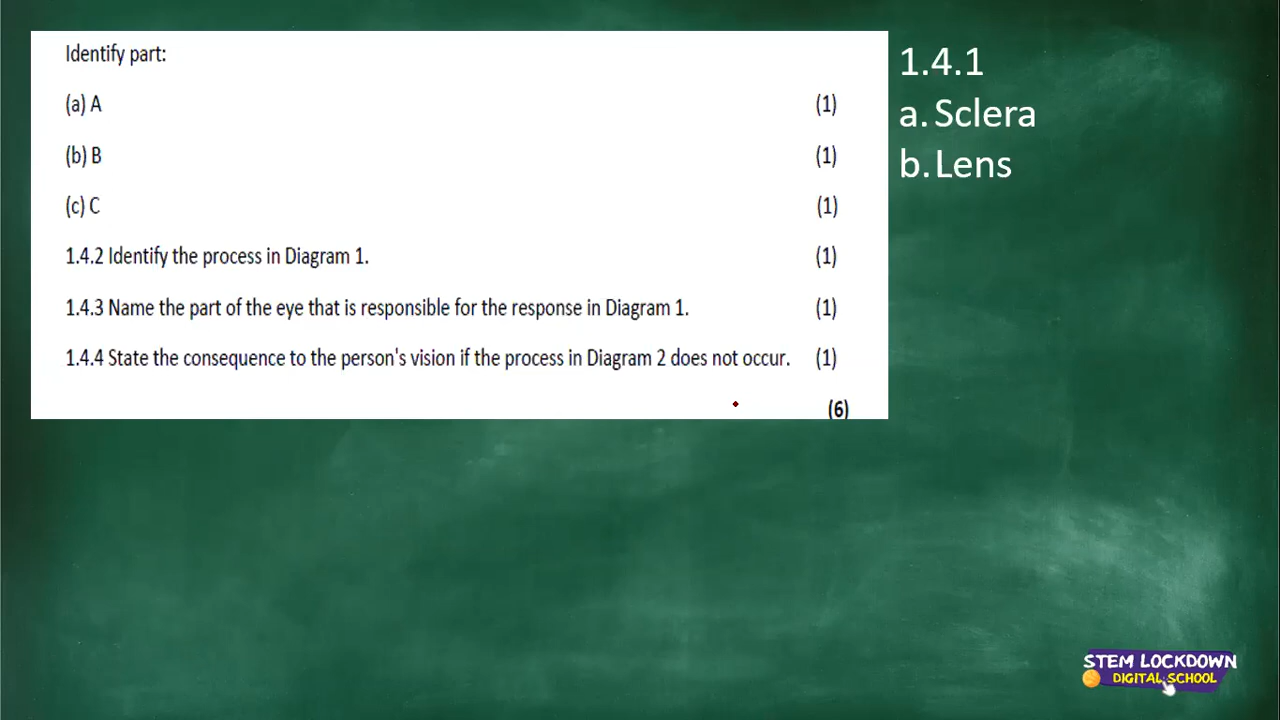 Identify part:
(a) A (1)
(b) B (1)
(c) C (1)
1.4.2 Identify the process in Diagram 1. (1)
1.4.3 Name the part of the eye that is responsible for the response in Diagram 1. (1)
1.4.4 State the consequence to the person's vision if the process in Diagram 2 does not occur. (1)
(6)
1.4.1
a. Sclera
b. Lens
STEM LOCKDOWN
DIGITAL SCHOOL